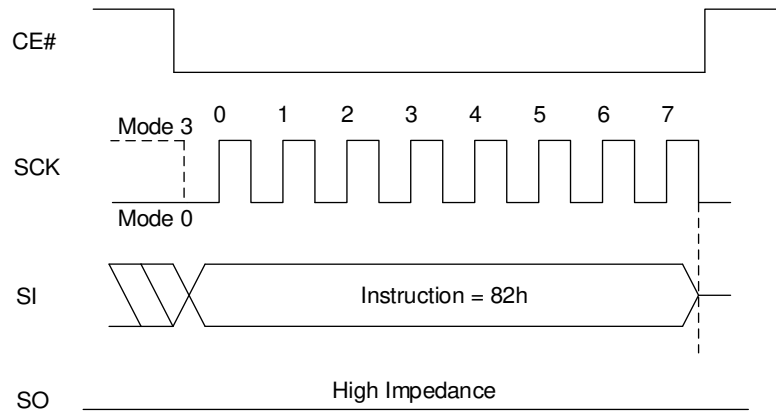 CE#
0 1 2 3 4 5 6 7
Mode 3
SCK
Mode 0
SI
Instruction = 82h
High Impedance
SO